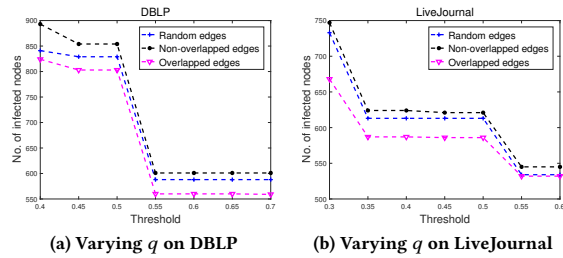 DBLP
900
850
800
750
700
650
600
550
No. of infected nodes
Random edges
Non-overlapped edges
Overlapped edges
0.4 0.45 0.5 0.55 0.6 0.65 0.7
Threshold
(a) Varying q on DBLP
LiveJournal
750
700
650
600
550
500
No. of infected nodes
Random edges
Non-overlapped edges
Overlapped edges
0.3 0.35 0.4 0.45 0.5 0.55 0.6
Threshold
(b) Varying q on LiveJournal